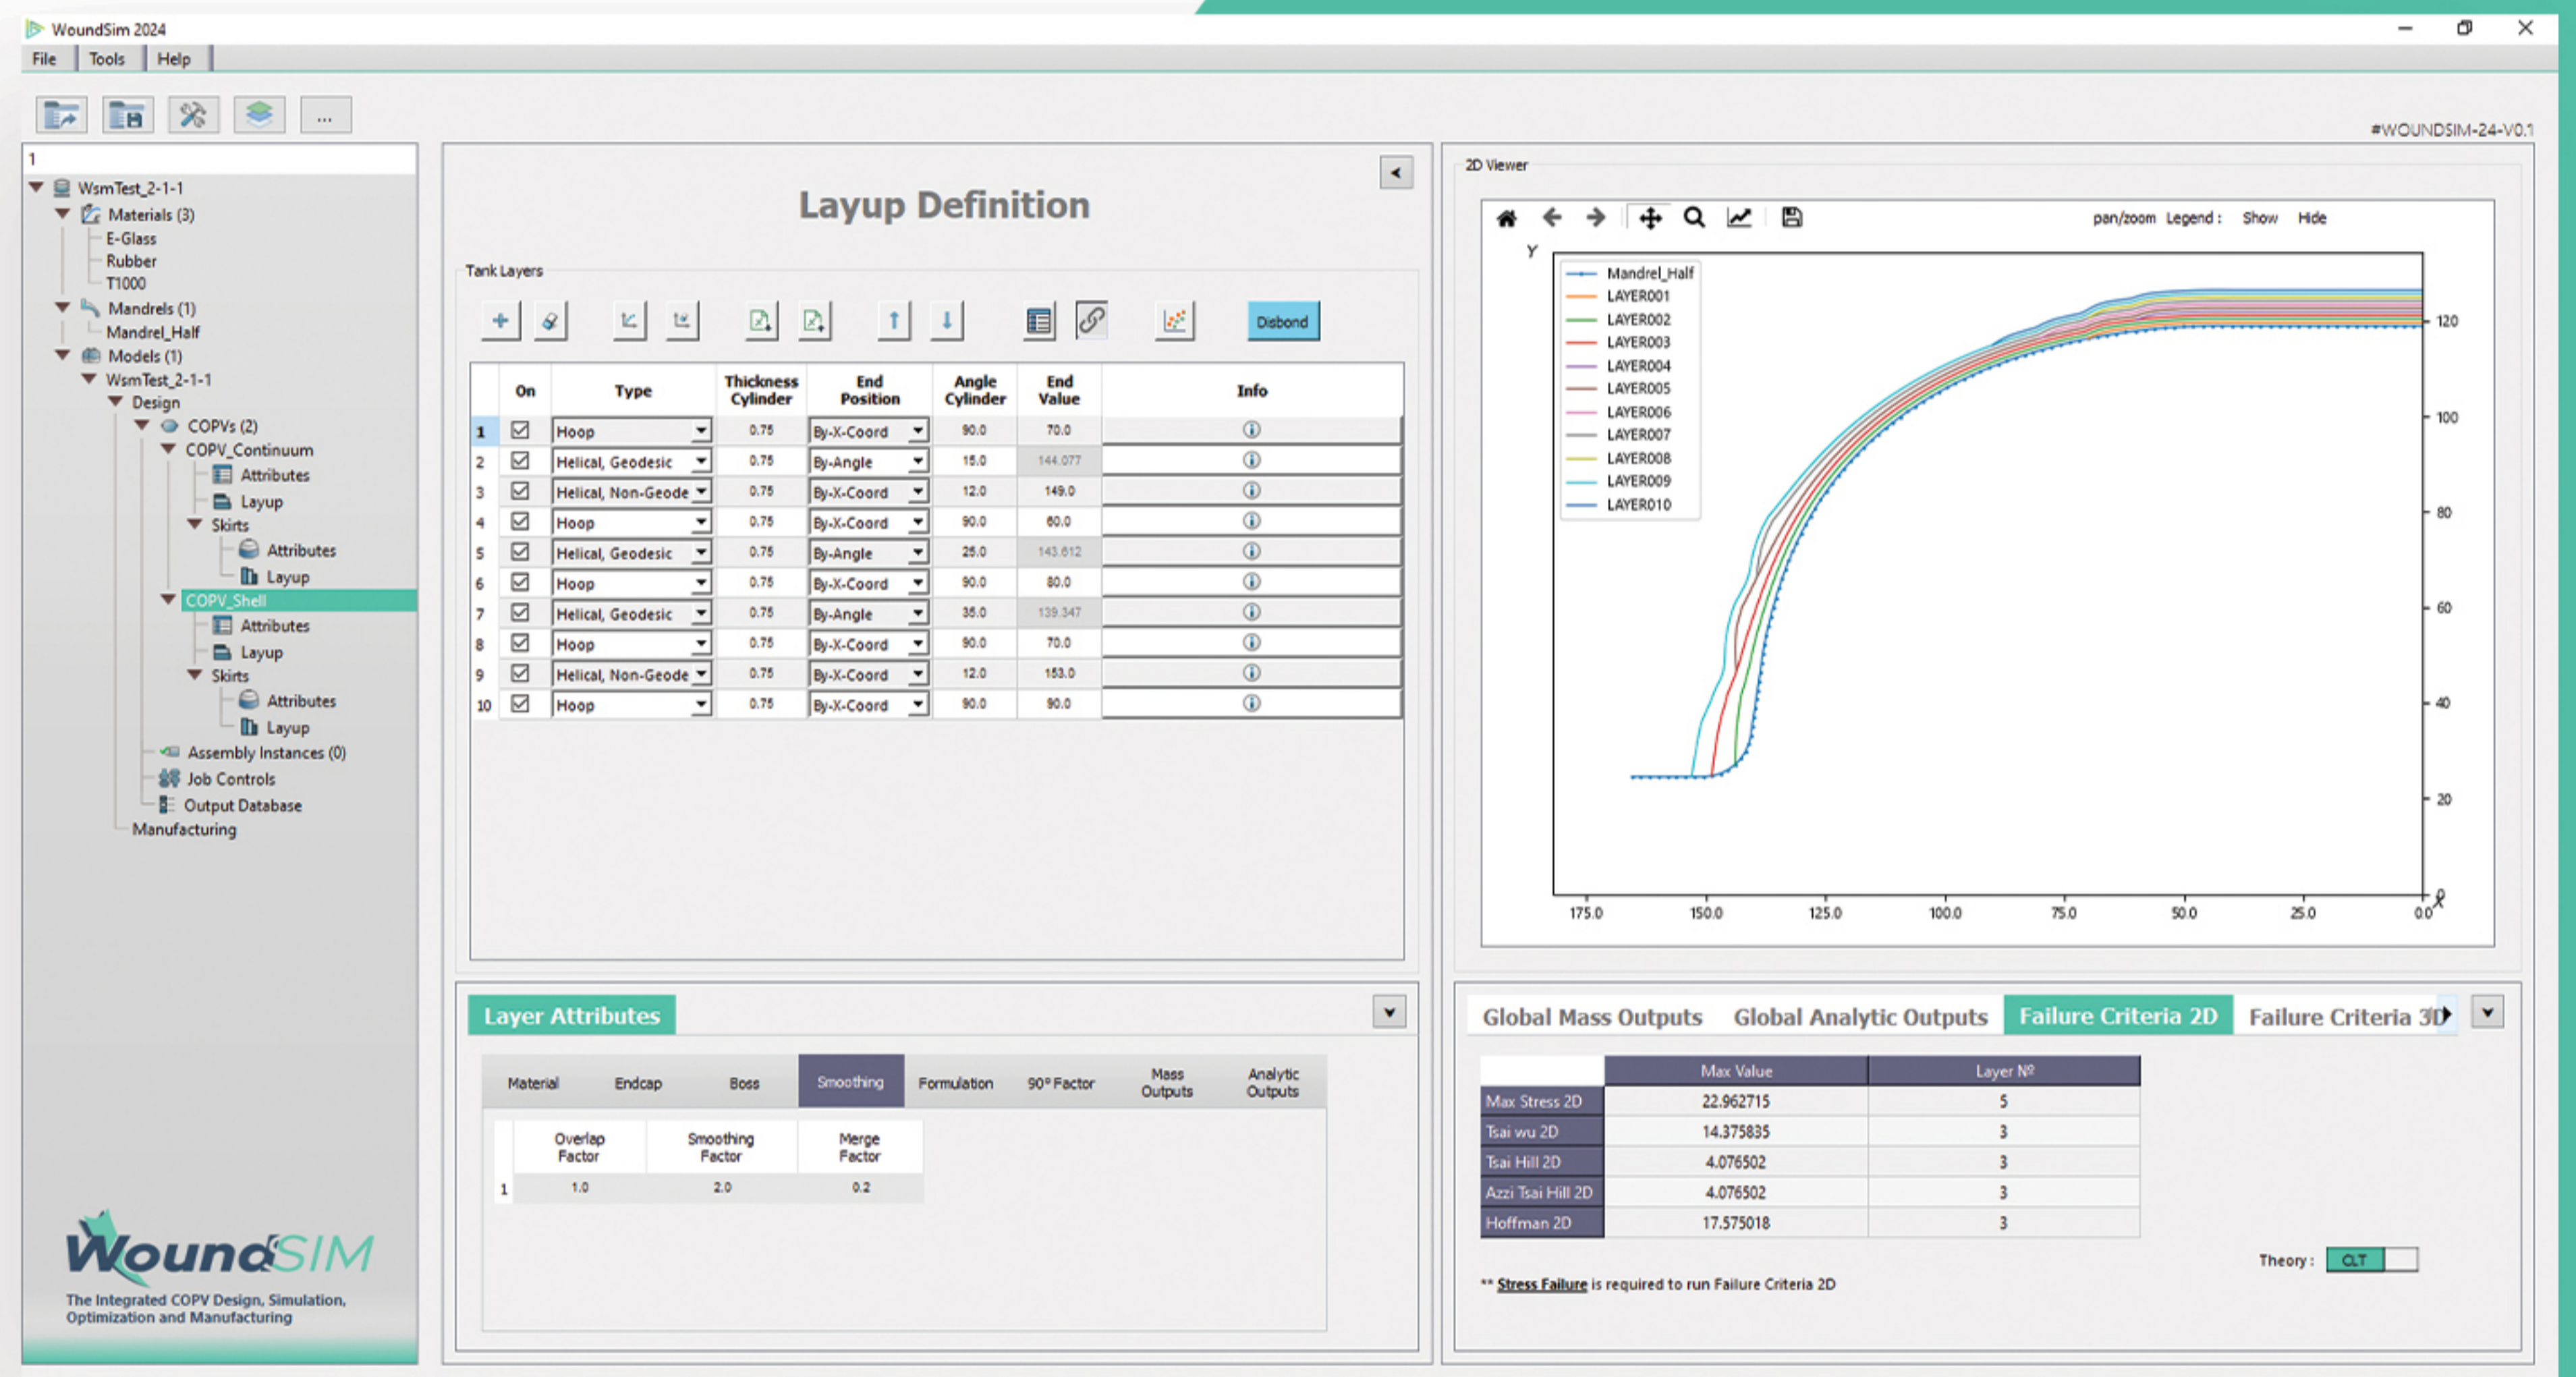 WoundSim 2024
File Tools Help
...
#WOUNDSIM-24-V0.1
1
WsmTest_2-1-1
Materials (3)
E-Glass
Rubber
T1000
Mandrels (1)
Mandrel_Half
Models (1)
WsmTest_2-1-1
Design
COPVs (2)
COPV_Continuum
Attributes
Layup
Skirts
Attributes
Layup
COPV_Shell
Attributes
Layup
Skirts
Attributes
Layup
Assembly Instances (0)
Job Controls
Output Database
Manufacturing
WoundSIM
The Integrated COPV Design, Simulation,
Optimization and Manufacturing
Layup Definition
Tank Layers
Disbond
On Type Thickness Cylinder End Position Angle Cylinder End Value Info
1 Hoop 0.75 By-X-Coord 90.0 70.0
2 Helical, Geodesic 0.75 By-Angle 15.0 144.077
3 Helical, Non-Geode 0.75 By-X-Coord 12.0 149.0
4 Hoop 0.75 By-X-Coord 90.0 60.0
5 Helical, Geodesic 0.75 By-Angle 25.0 143.612
6 Hoop 0.75 By-X-Coord 90.0 80.0
7 Helical, Geodesic 0.75 By-Angle 35.0 139.347
8 Hoop 0.75 By-X-Coord 90.0 70.0
9 Helical, Non-Geode 0.75 By-X-Coord 12.0 153.0
10 Hoop 0.75 By-X-Coord 90.0 90.0
Layer Attributes
Material Endcap Boss Smoothing Formulation 90º Factor Mass Outputs Analytic Outputs
Overlap Factor Smoothing Factor Merge Factor
1 1.0 2.0 0.2
2D Viewer
pan/zoom Legend : Show Hide
Y
Mandrel_Half
LAYER001
LAYER002
LAYER003
LAYER004
LAYER005
LAYER006
LAYER007
LAYER008
LAYER009
LAYER010
120
100
80
60
40
20
0
X
175.0 150.0 125.0 100.0 75.0 50.0 25.0 0.0
Global Mass Outputs Global Analytic Outputs Failure Criteria 2D Failure Criteria 3D
Max Value Layer Nº
Max Stress 2D 22.962715 5
Tsai wu 2D 14.375835 3
Tsai Hill 2D 4.076502 3
Azzi Tsai Hill 2D 4.076502 3
Hoffman 2D 17.575018 3
Theory : CLT
** Stress Failure is required to run Failure Criteria 2D